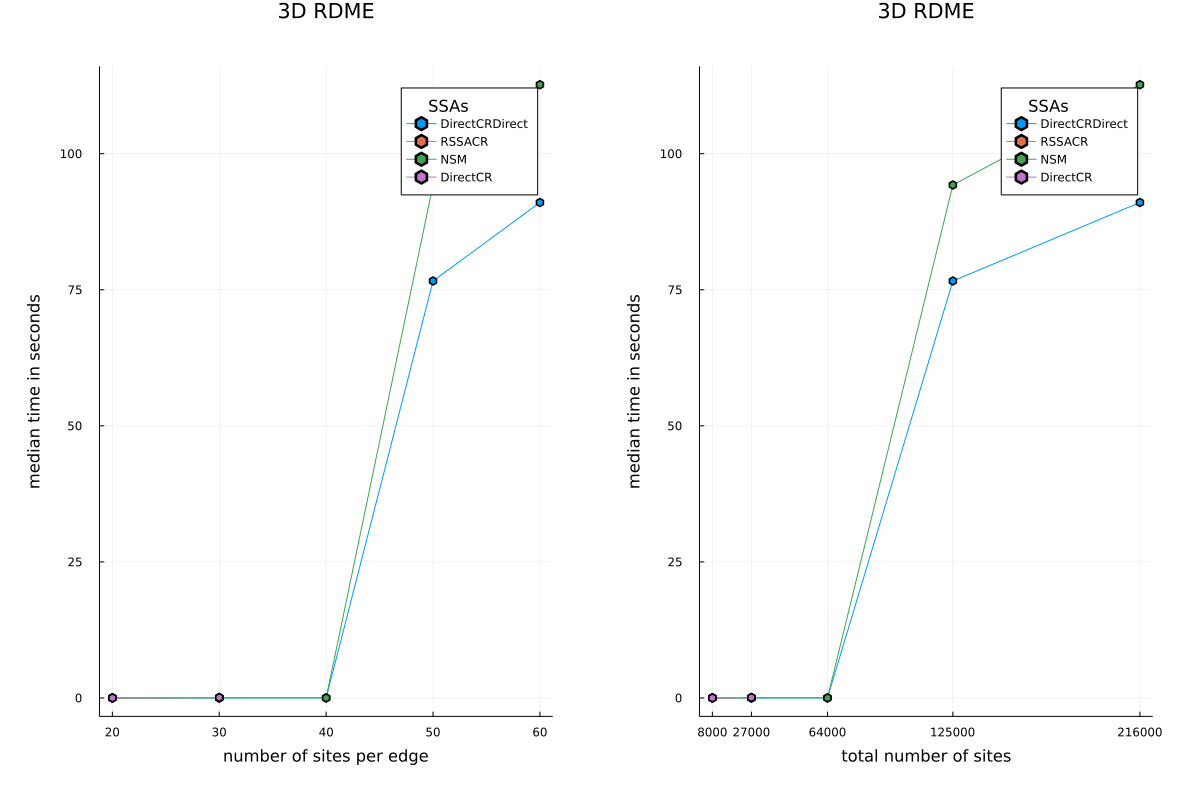 3D RDME
SSAs
DirectCRDirect
RSSACR
NSM
DirectCR
100
75
50
25
0
median time in seconds
20 30 40 50 60
number of sites per edge
3D RDME
SSAs
DirectCRDirect
RSSACR
NSM
DirectCR
100
75
50
25
0
median time in seconds
8000 27000 64000 125000 216000
total number of sites